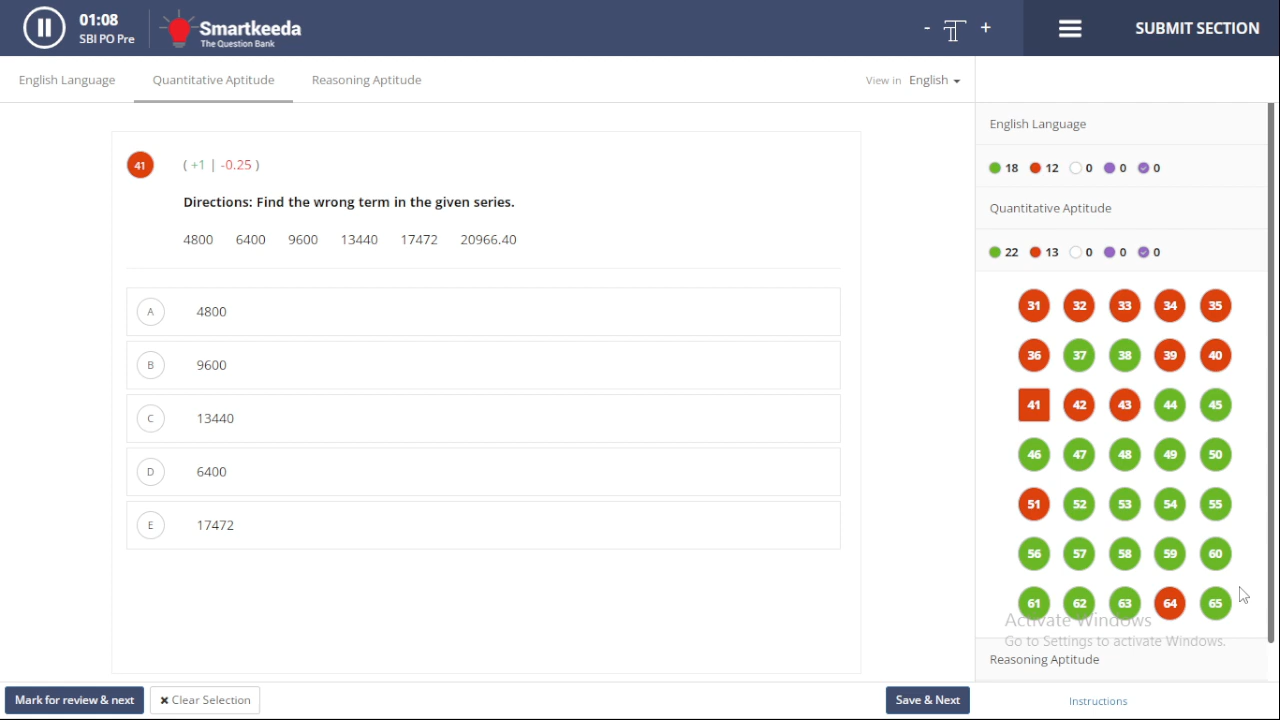 01:08
SBI PO Pre
Smartkeeda
The Question Bank
- T +
SUBMIT SECTION
English Language
Quantitative Aptitude
Reasoning Aptitude
View in English
41
( +1 | -0.25 )
Directions: Find the wrong term in the given series.
4800 6400 9600 13440 17472 20966.40
A 4800
B 9600
C 13440
D 6400
E 17472
English Language
18 12 0 0 0
Quantitative Aptitude
22 13 0 0 0
31 32 33 34 35
36 37 38 39 40
41 42 43 44 45
46 47 48 49 50
51 52 53 54 55
56 57 58 59 60
61 62 63 64 65
Activate Windows
Go to Settings to activate Windows.
Reasoning Aptitude
Mark for review & next
Clear Selection
Save & Next
Instructions